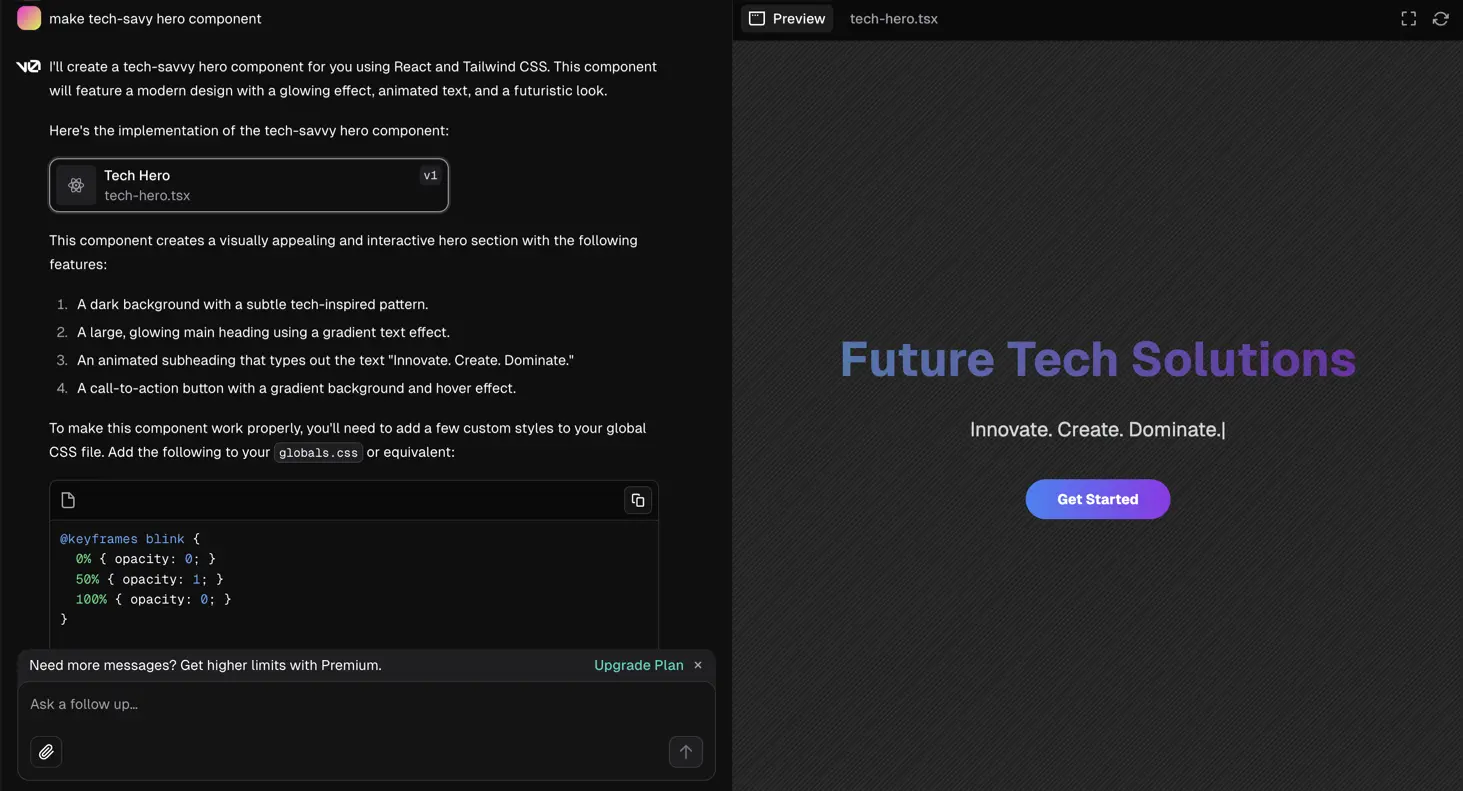 make tech-savy hero component
Preview
tech-hero.tsx
v0
I'll create a tech-savvy hero component for you using React and Tailwind CSS. This component
will feature a modern design with a glowing effect, animated text, and a futuristic look.
Here's the implementation of the tech-savvy hero component:
Tech Hero
v1
tech-hero.tsx
This component creates a visually appealing and interactive hero section with the following
features:
1. A dark background with a subtle tech-inspired pattern.
2. A large, glowing main heading using a gradient text effect.
3. An animated subheading that types out the text "Innovate. Create. Dominate."
4. A call-to-action button with a gradient background and hover effect.
To make this component work properly, you'll need to add a few custom styles to your global
CSS file. Add the following to your globals.css or equivalent:
@keyframes blink {
0% { opacity: 0; }
50% { opacity: 1; }
100% { opacity: 0; }
}
Need more messages? Get higher limits with Premium.
Upgrade Plan ×
Ask a follow up...
Future Tech Solutions
Innovate. Create. Dominate.|
Get Started